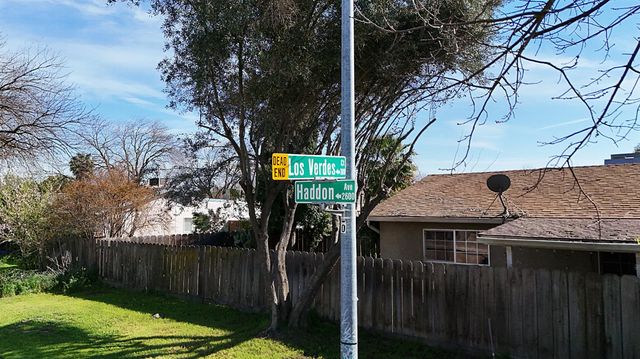 DEAD
END
Los Verdes
Haddon Ave
2600
D